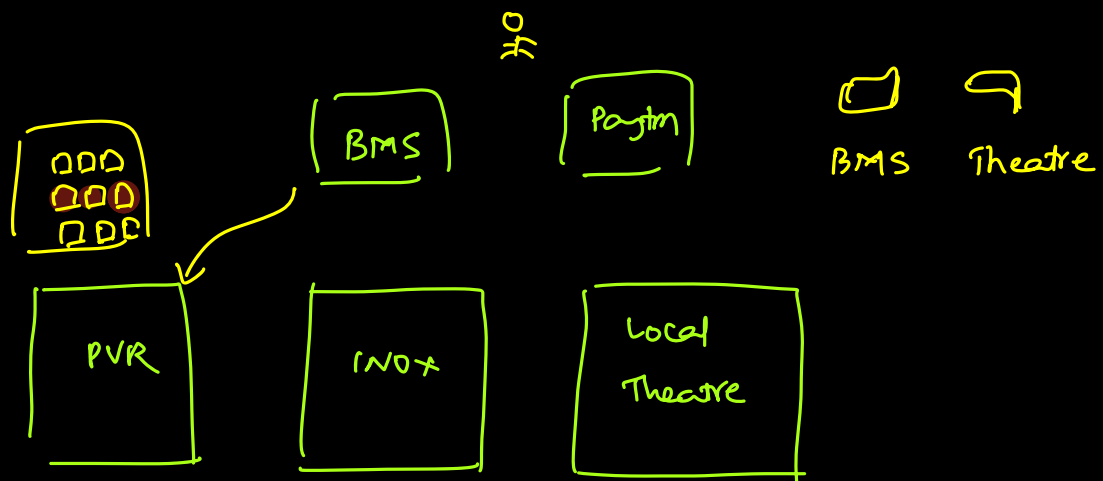 BMS
Paytm
BMS
Theatre
PVR
INOX
Local
Theatre